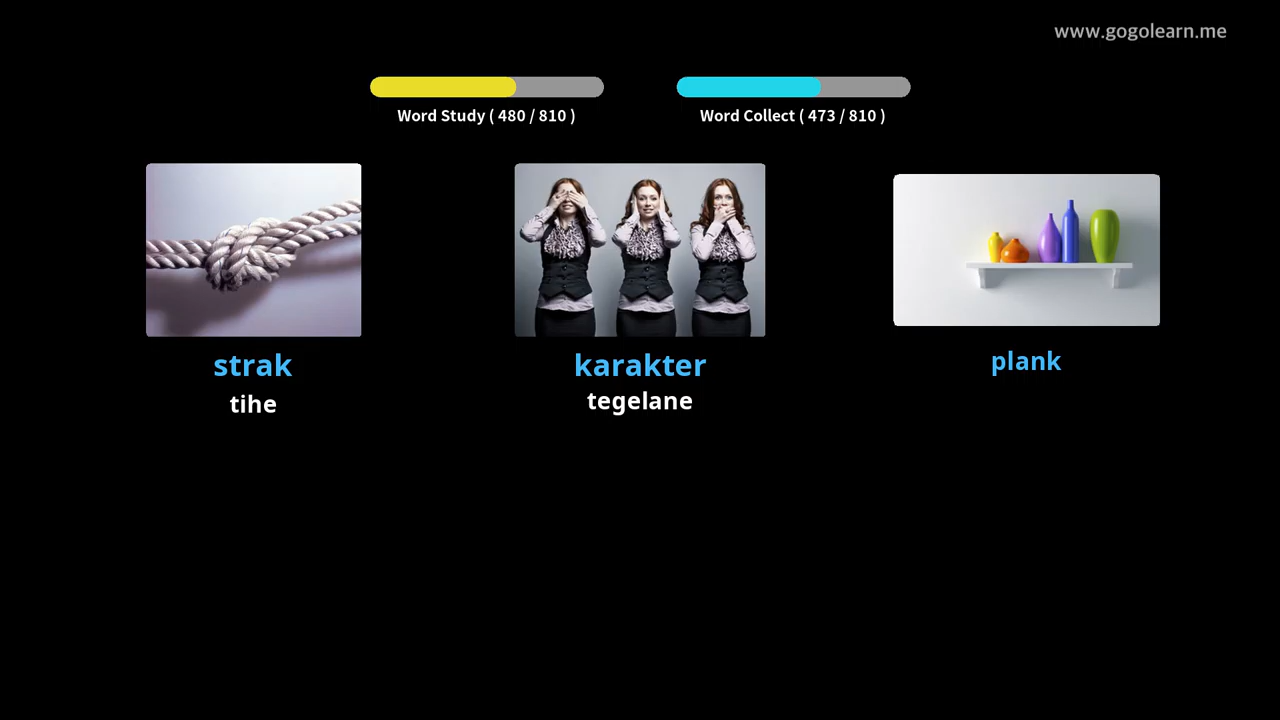 www.gogolearn.me
Word Study ( 480 / 810 )
Word Collect ( 473 / 810 )
strak
tihe
karakter
tegelane
plank